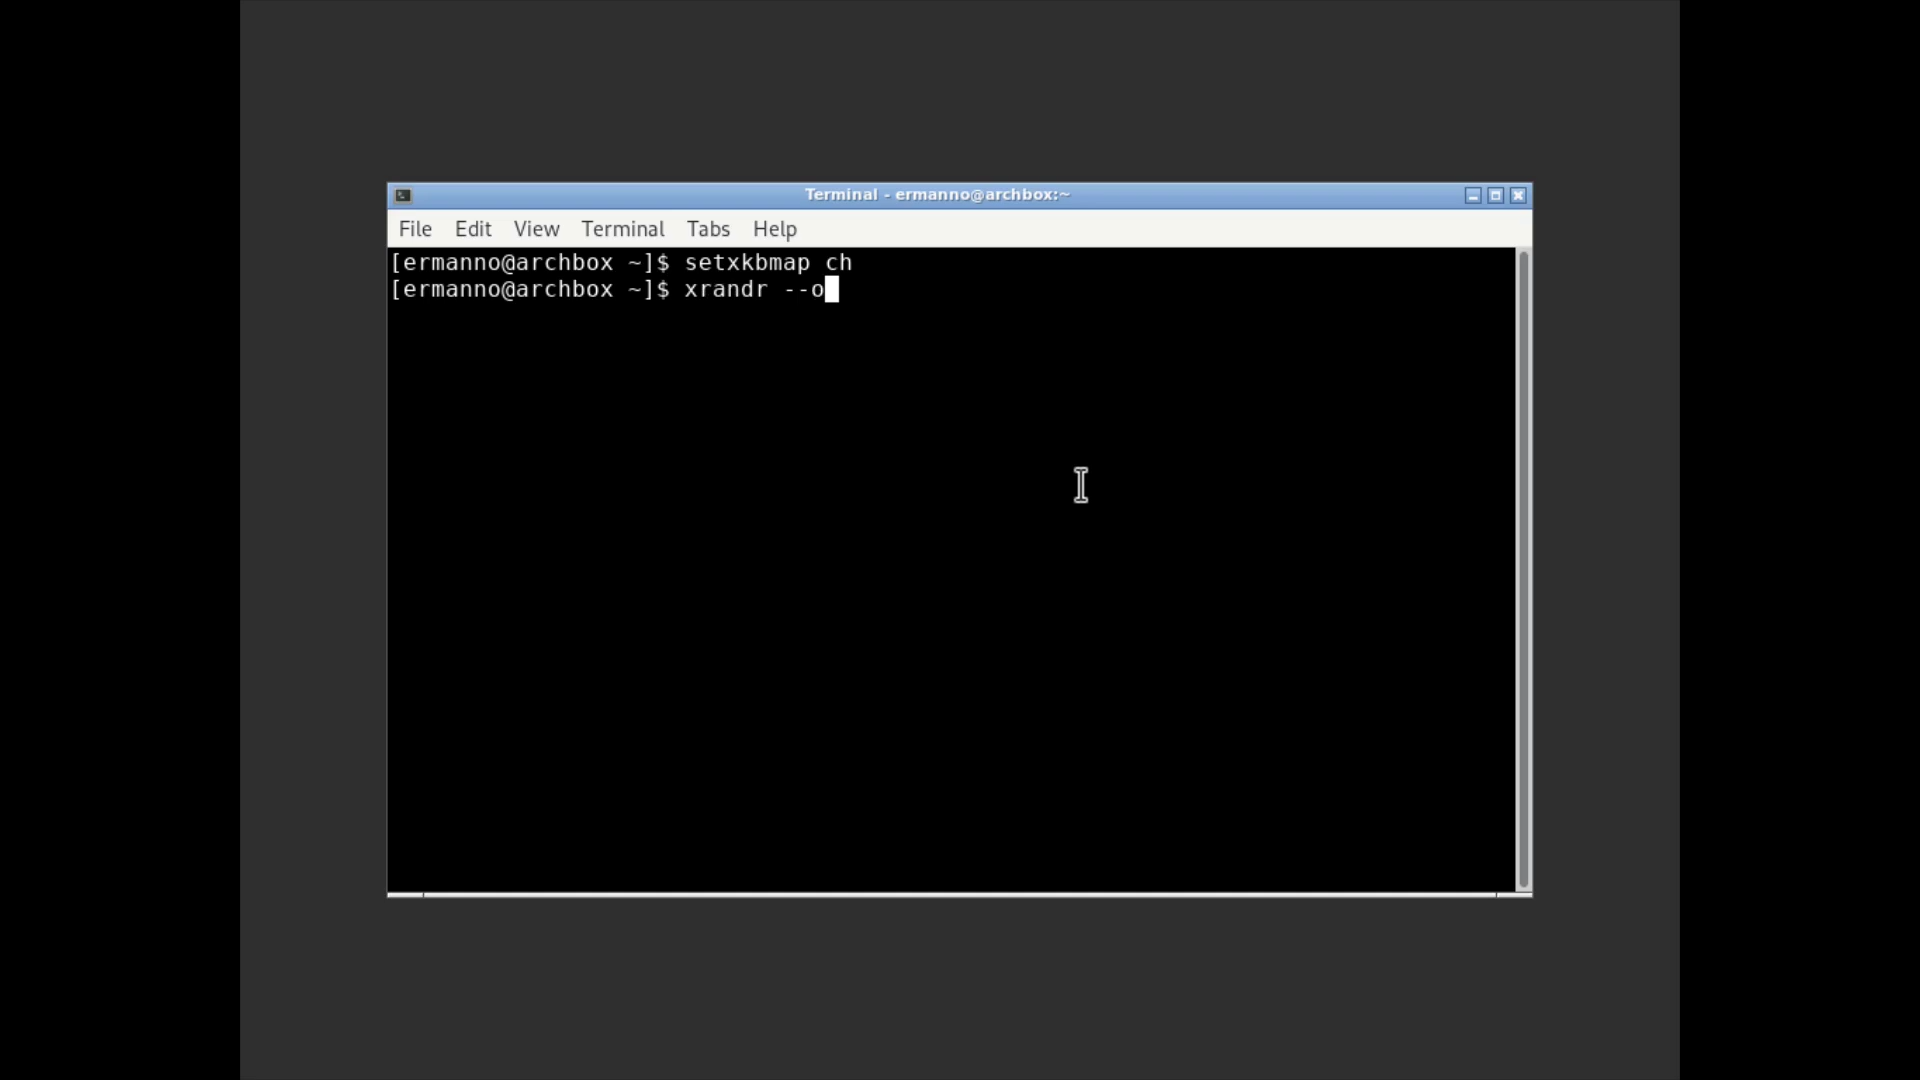 Terminal - ermanno@archbox:~
File Edit View Terminal Tabs Help
[ermanno@archbox ~]$ setxkbmap ch
[ermanno@archbox ~]$ xrandr --o